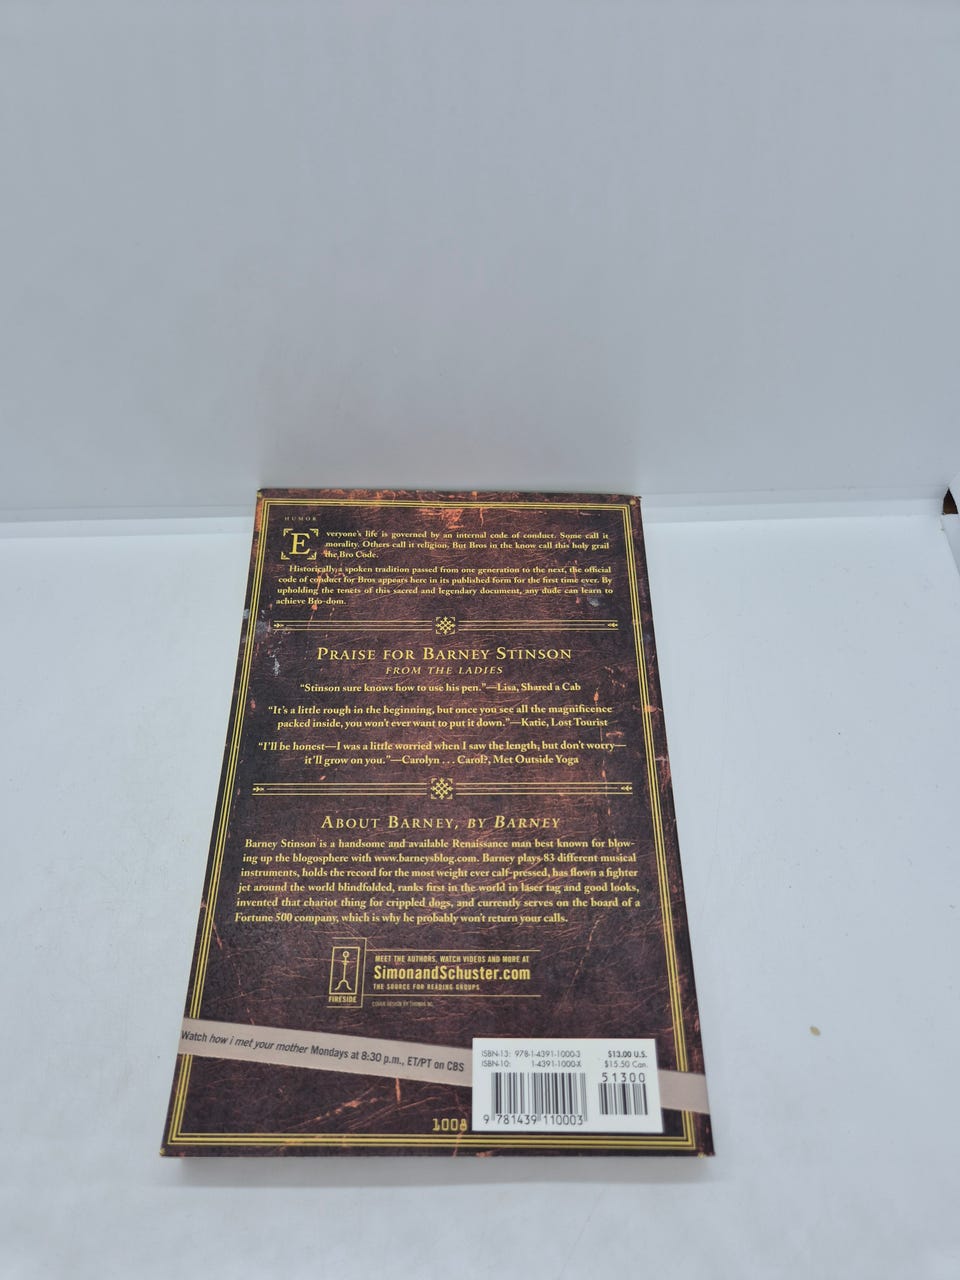 HUMOR
Everyone's life is governed by an internal code of conduct. Some call it
morality. Others call it religion. But Bros in the know call this holy grail
the Bro Code.
Historically a spoken tradition passed from one generation to the next, the official
code of conduct for Bros appears here in its published form for the first time ever. By
upholding the tenets of this sacred and legendary document, any dude can learn to
achieve Bro-dom.
PRAISE FOR BARNEY STINSON
FROM THE LADIES
“Stinson sure knows how to use his pen.”—Lisa, Shared a Cab
“It's a little rough in the beginning, but once you see all the magnificence
packed inside, you won't ever want to put it down.”—Katie, Lost Tourist
“I'll be honest—I was a little worried when I saw the length, but don't worry—
it'll grow on you.”—Carolyn . . . Carol?, Met Outside Yoga
ABOUT BARNEY, BY BARNEY
Barney Stinson is a handsome and available Renaissance man best known for blow-
ing up the blogosphere with www.barneysblog.com. Barney plays 83 different musical
instruments, holds the record for the most weight ever calf-pressed, has flown a fighter
jet around the world blindfolded, ranks first in the world in laser tag and good looks,
invented that chariot thing for crippled dogs, and currently serves on the board of a
Fortune 500 company, which is why he probably won't return your calls.
MEET THE AUTHORS, WATCH VIDEOS AND MORE AT
SimonandSchuster.com
THE SOURCE FOR READING GROUPS
FIRESIDE
COVER DESIGN BY
Watch how i met your mother Mondays at 8:30 p.m., ET/PT on CBS
ISBN-13: 978-1-4391-1000-3 $13.00 U.S.
ISBN-10: 1-4391-1000-X $15.50 Can.
51300
9 781439 110003
1008